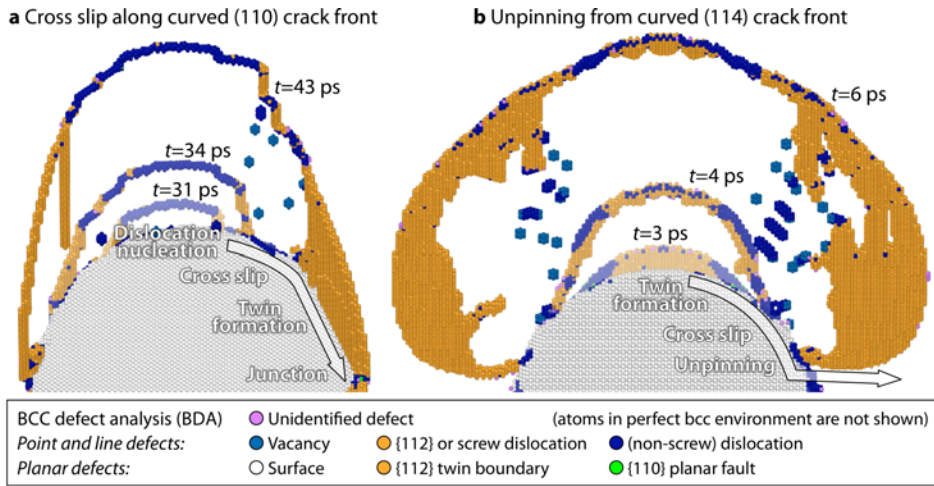 a Cross slip along curved (110) crack front
b Unpinning from curved (114) crack front
t=43 ps
t=34 ps
t=31 ps
Dislocation
nucleation
Cross slip
Twin
formation
Junction
t=6 ps
t=4 ps
t=3 ps
Twin
formation
Cross slip
Unpinning
BCC defect analysis (BDA) Unidentified defect (atoms in perfect bcc environment are not shown)
Point and line defects: Vacancy {112} or screw dislocation (non-screw) dislocation
Planar defects: Surface {112} twin boundary {110} planar fault